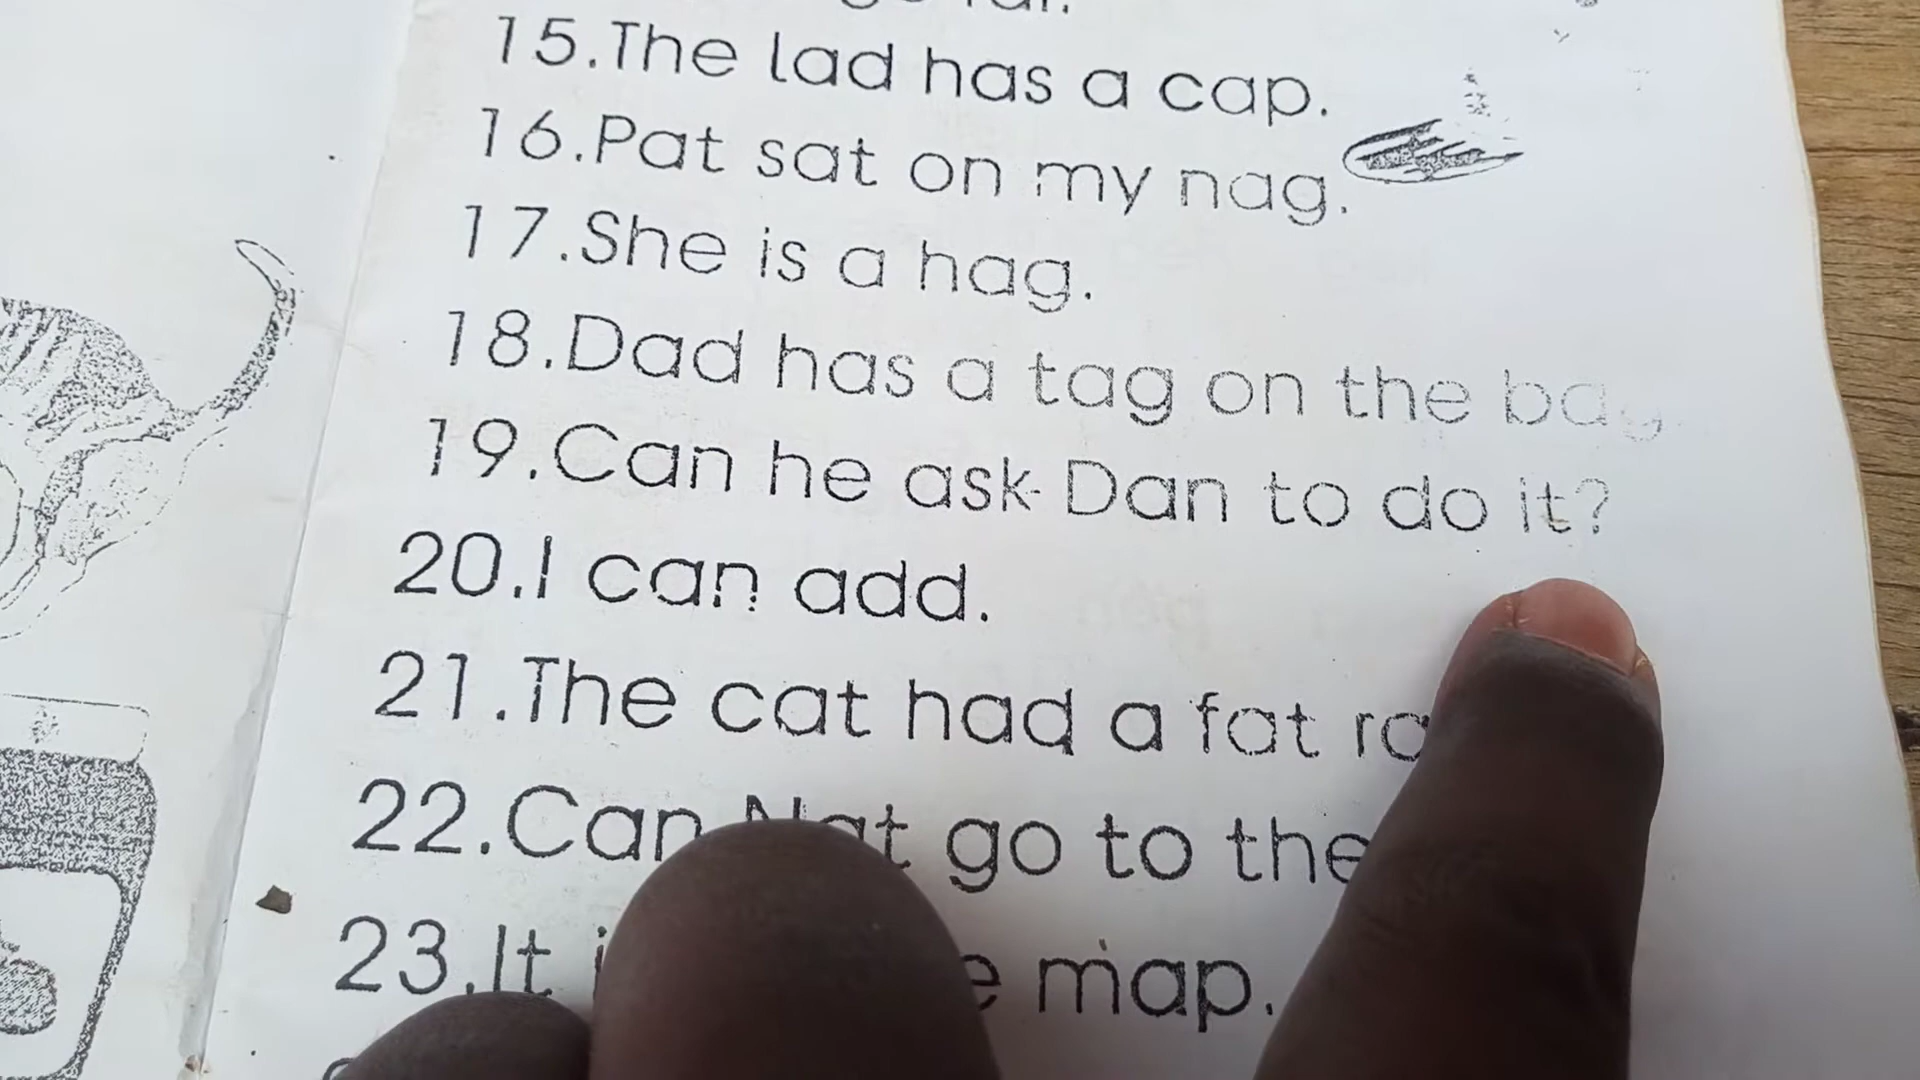 15.The lad has a cap.
16.Pat sat on my nag.
17.She is a hag.
18.Dad has a tag on the bag
19.Can he ask Dan to do it?
20.I can add.
21.The cat had a fat
22.Can Nat go to the
23.It map.